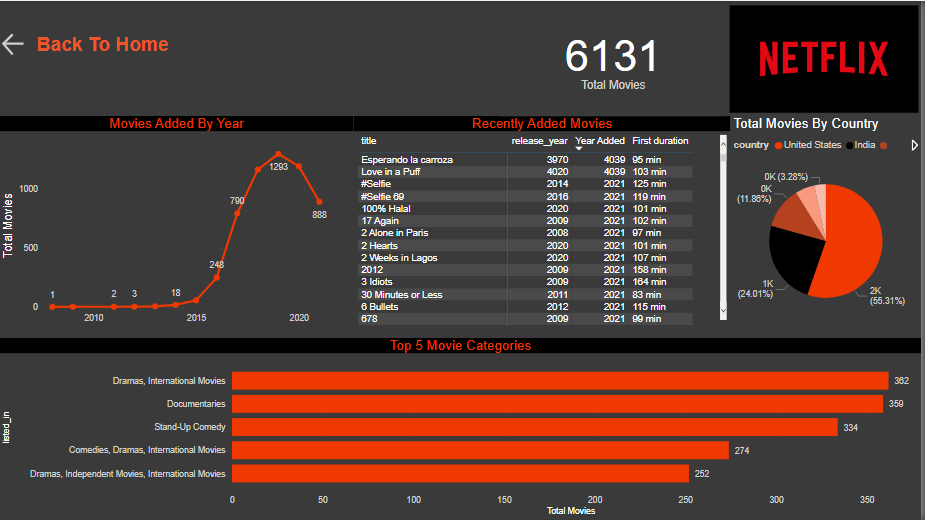 Back To Home
6131
Total Movies
NETFLIX
Movies Added By Year
Total Movies
1000
500
0
1
2
3
18
248
790
1293
888
2010
2015
2020
Recently Added Movies
title release_year Year Added First duration
Esperando la carroza 3970 4039 95 min
Love in a Puff 4020 4039 103 min
#Selfie 2014 2021 125 min
#Selfie 69 2016 2021 119 min
100% Halal 2020 2021 101 min
17 Again 2009 2021 102 min
2 Alone in Paris 2008 2021 97 min
2 Hearts 2020 2021 101 min
2 Weeks in Lagos 2020 2021 107 min
2012 2009 2021 158 min
3 Idiots 2009 2021 164 min
30 Minutes or Less 2011 2021 83 min
6 Bullets 2012 2021 115 min
678 2009 2021 99 min
Total Movies By Country
country United States India
0K (3.28%)
0K
(11.86%)
1K
(24.01%)
2K
(55.31%)
Top 5 Movie Categories
listed_in
Dramas, International Movies 362
Documentaries 359
Stand-Up Comedy 334
Comedies, Dramas, International Movies 274
Dramas, Independent Movies, International Movies 252
0 50 100 150 200 250 300 350
Total Movies